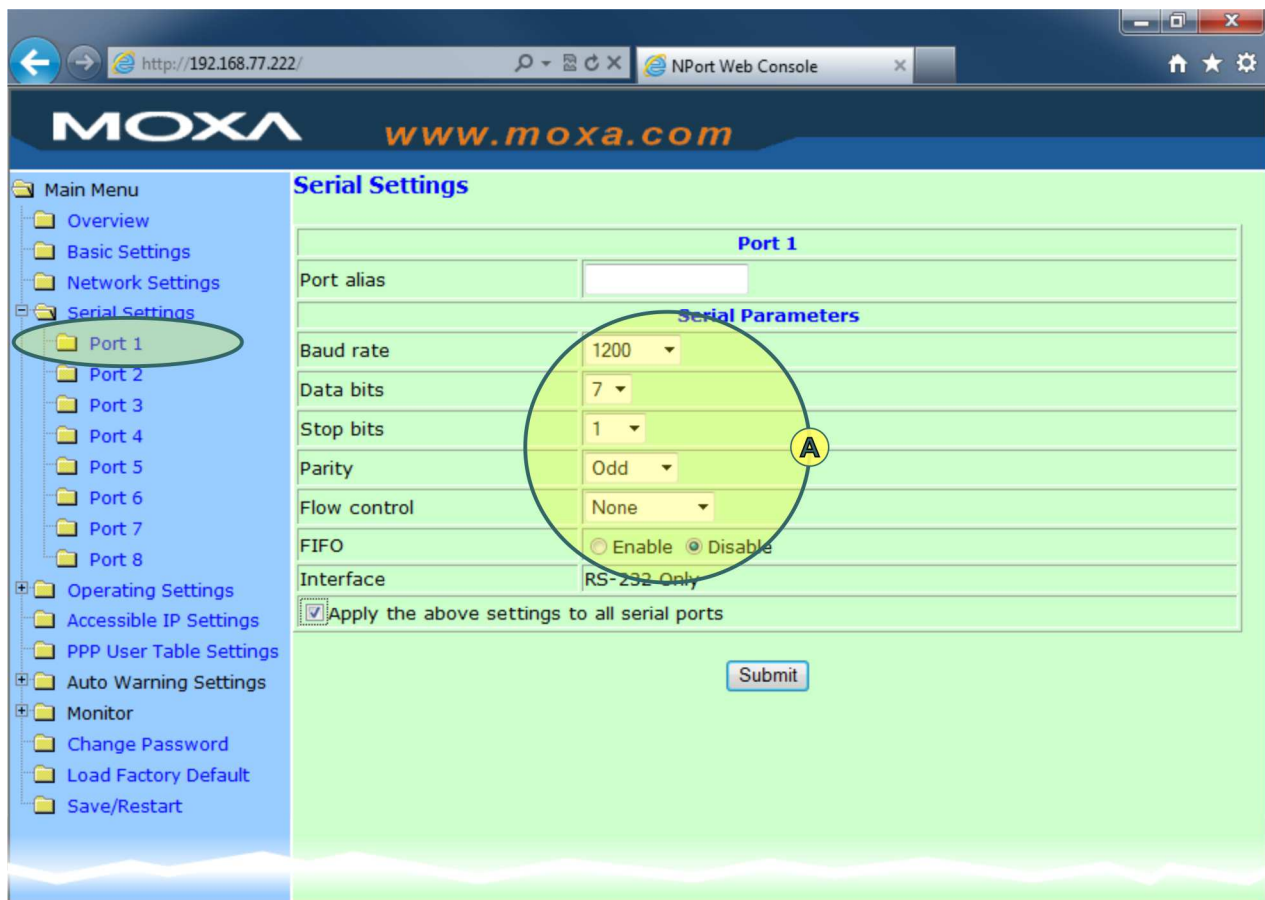 http://192.168.77.222/
NPort Web Console
MOXA www.moxa.com
Main Menu
Overview
Basic Settings
Network Settings
Serial Settings
Port 1
Port 2
Port 3
Port 4
Port 5
Port 6
Port 7
Port 8
Operating Settings
Accessible IP Settings
PPP User Table Settings
Auto Warning Settings
Monitor
Change Password
Load Factory Default
Save/Restart
Serial Settings
Port 1
Port alias
Serial Parameters
Baud rate 1200
Data bits 7
Stop bits 1
Parity Odd
Flow control None
FIFO Enable Disable
Interface RS-232 Only
Apply the above settings to all serial ports
Submit
A